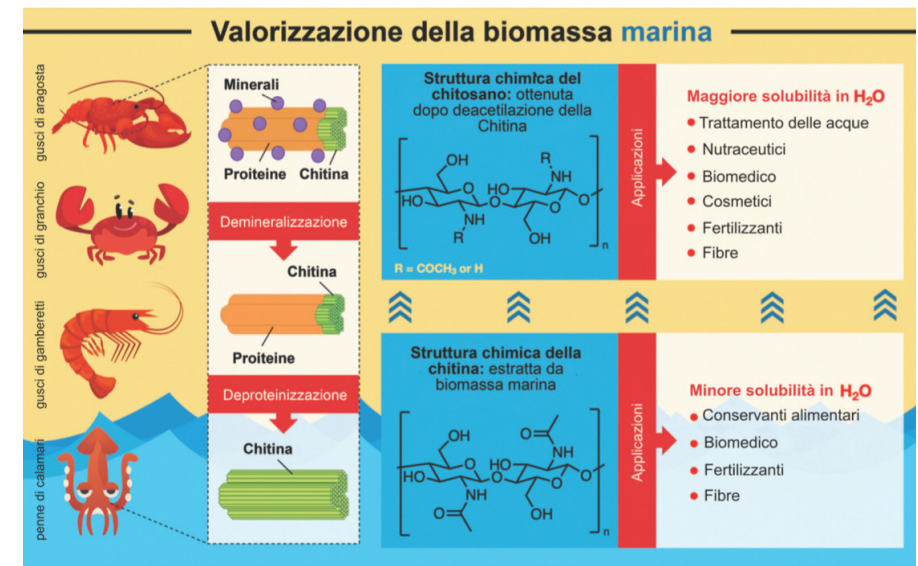 Valorizzazione della biomassa marina
gusci di aragosta
gusci di granchio
gusci di gamberetti
penne di calamari
Minerali
Proiteine Chitina
Demineralizzazione
Chitina
Proiteine
Deproteinizzazione
Chitina
Struttura chimica del
chitosano: ottenuta
dopo deacetilazione della
Chitina
OH
R
NH
HO
O
HO
O
O
O
NH
R
OH
n
R = COCH₃ or H
Applicazioni
Maggiore solubilità in H₂O
• Trattamento delle acque
• Nutraceutici
• Biomedico
• Cosmetici
• Fertilizzanti
• Fibre
Struttura chimica della
chitina: estratta da
biomassa marina
OH
O
NH
HO
O
HO
O
O
O
NH
O
OH
n
Applicazioni
Minore solubilità in H₂O
• Conservanti alimentari
• Biomedico
• Fertilizzanti
• Fibre